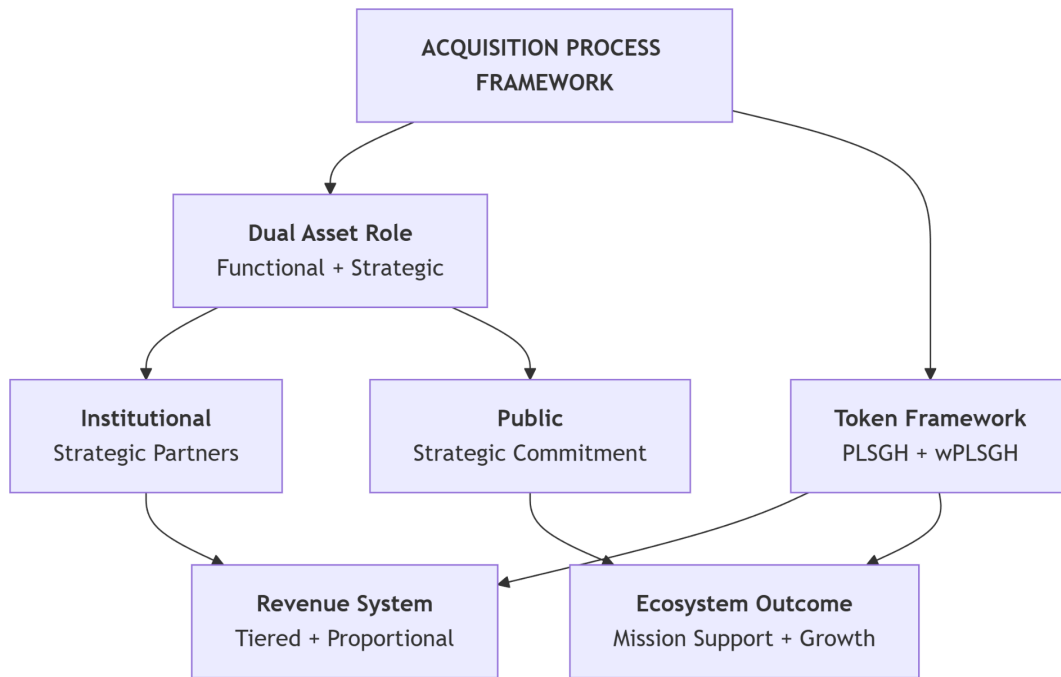 ACQUISITION PROCESS
FRAMEWORK
Dual Asset Role
Functional + Strategic
Institutional
Strategic Partners
Public
Strategic Commitment
Token Framework
PLSGH + wPLSGH
Revenue System
Tiered + Proportional
Ecosystem Outcome
Mission Support + Growth